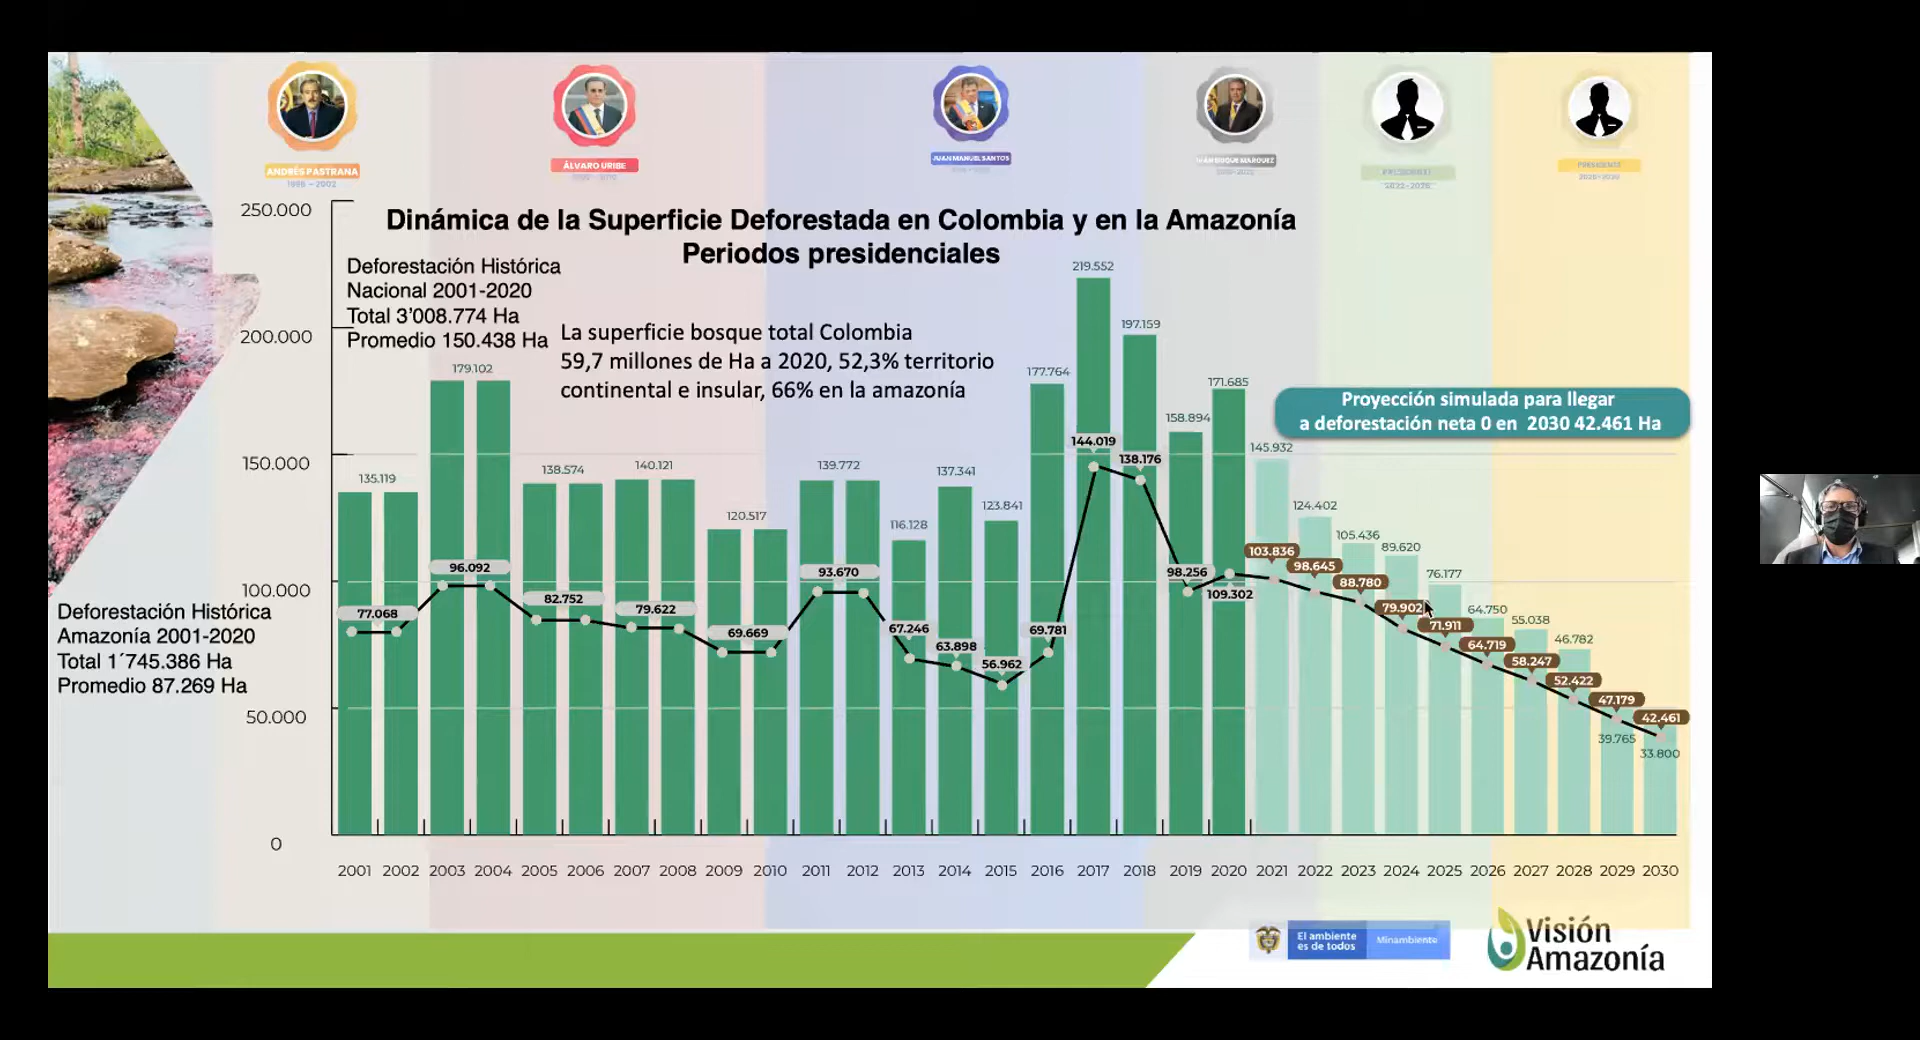 ANDRÉS PASTRANA
1998 – 2002
ÁLVARO URIBE
JUAN MANUEL SANTOS
IVÁN DUQUE MARQUEZ
PRESIDENTE
2022-2026
PRESIDENTE
2026-2030
Dinámica de la Superficie Deforestada en Colombia y en la Amazonía
Periodos presidenciales
Deforestación Histórica
Nacional 2001-2020
Total 3’008.774 Ha
Promedio 150.438 Ha
La superficie bosque total Colombia
59,7 millones de Ha a 2020, 52,3% territorio
continental e insular, 66% en la amazonía
Proyección simulada para llegar
a deforestación neta 0 en 2030 42.461 Ha
Deforestación Histórica
Amazonía 2001-2020
Total 1´745.386 Ha
Promedio 87.269 Ha
250.000
200.000
150.000
100.000
50.000
0
135.119
179.102
138.574
140.121
120.517
139.772
116.128
137.341
123.841
177.764
219.552
197.159
158.894
171.685
145.932
124.402
105.436
89.620
76.177
64.750
55.038
46.782
39.765
33.800
77.068
96.092
82.752
79.622
69.669
93.670
67.246
63.898
56.962
69.781
144.019
138.176
98.256
109.302
103.836
98.645
88.780
79.902
71.911
64.719
58.247
52.422
47.179
42.461
2001 2002 2003 2004 2005 2006 2007 2008 2009 2010 2011 2012 2013 2014 2015 2016 2017 2018 2019 2020 2021 2022 2023 2024 2025 2026 2027 2028 2029 2030
El ambiente
es de todos
Minambiente
Visión
Amazonía